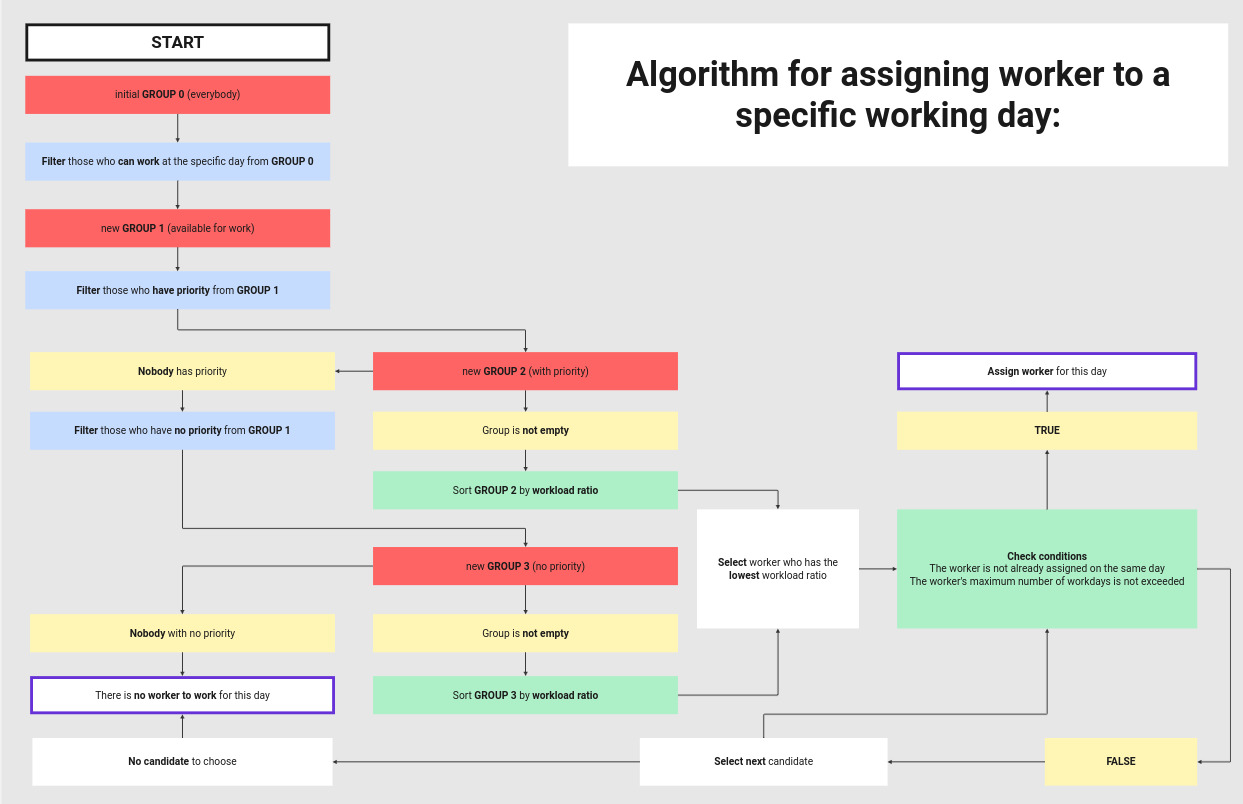 START
Algorithm for assigning worker to a
specific working day:
initial GROUP 0 (everybody)
Filter those who can work at the specific day from GROUP 0
new GROUP 1 (available for work)
Filter those who have priority from GROUP 1
Nobody has priority
new GROUP 2 (with priority)
Assign worker for this day
Filter those who have no priority from GROUP 1
Group is not empty
TRUE
Sort GROUP 2 by workload ratio
Select worker who has the
lowest workload ratio
Check conditions
The worker is not already assigned on the same day
The worker's maximum number of workdays is not exceeded
new GROUP 3 (no priority)
Nobody with no priority
Group is not empty
There is no worker to work for this day
Sort GROUP 3 by workload ratio
No candidate to choose
Select next candidate
FALSE